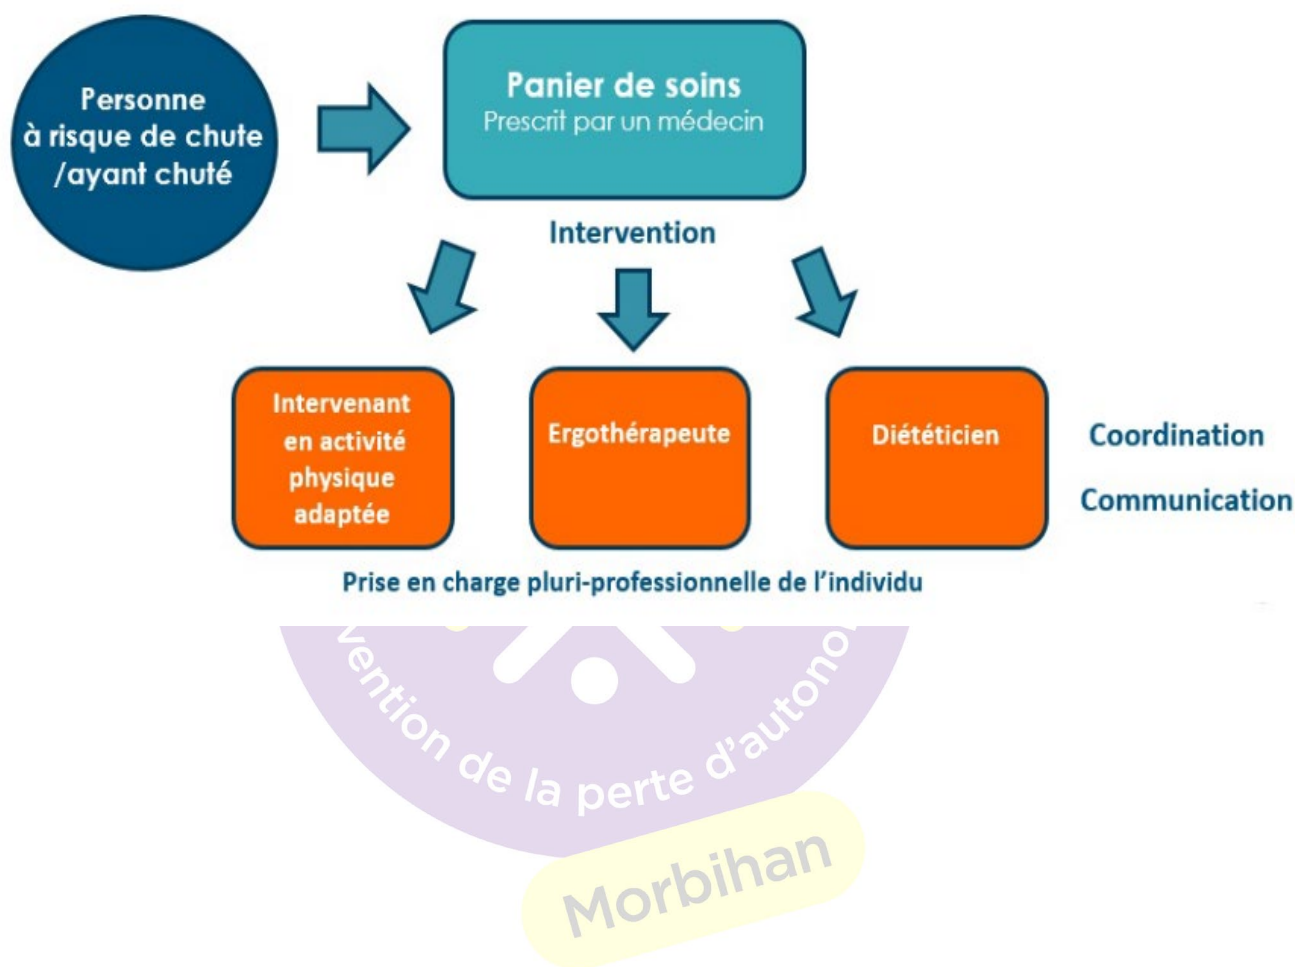 Personne
à risque de chute
/ayant chuté
Panier de soins
Prescrit par un médecin
Intervention
Intervenant
en activité
physique
adaptée
Ergothérapeute
Diététicien
Coordination
Communication
Prise en charge pluri-professionnelle de l’individu
vention de la perte d’autono
Morbihan